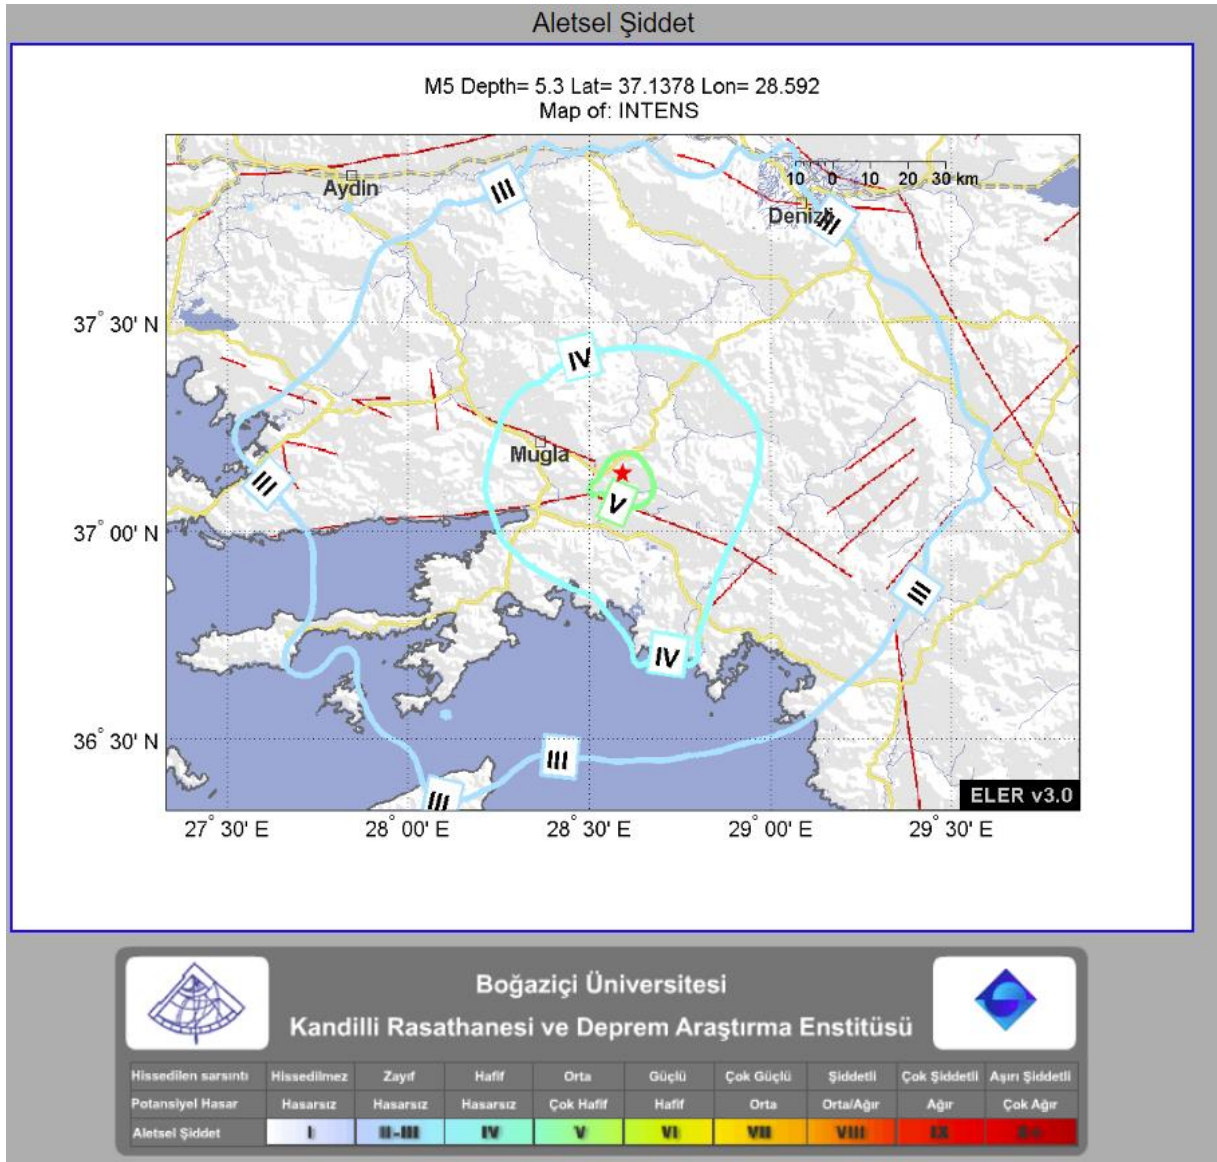 Aletsel Şiddet
M5 Depth= 5.3 Lat= 37.1378 Lon= 28.592
Map of: INTENS
III
Aydin
10 0 10 20 30 km
Denizli
III
37° 30' N
IV
Mugla
III
V
37° 00' N
III
IV
36° 30' N
III
III
ELER v3.0
27° 30' E 28° 00' E 28° 30' E 29° 00' E 29° 30' E
Boğaziçi Üniversitesi
Kandilli Rasathanesi ve Deprem Araştırma Enstitüsü
Hissedilen sarsıntı Hissedilmez Zayıf Hafif Orta Güçlü Çok Güçlü Şiddetli Çok Şiddetli Aşırı Şiddetli
Potansiyel Hasar Hasarsız Hasarsız Hasarsız Çok Hafif Hafif Orta Orta/Ağır Ağır Çok Ağır
Aletsel Şiddet I II-III IV V VI VII VIII IX X+